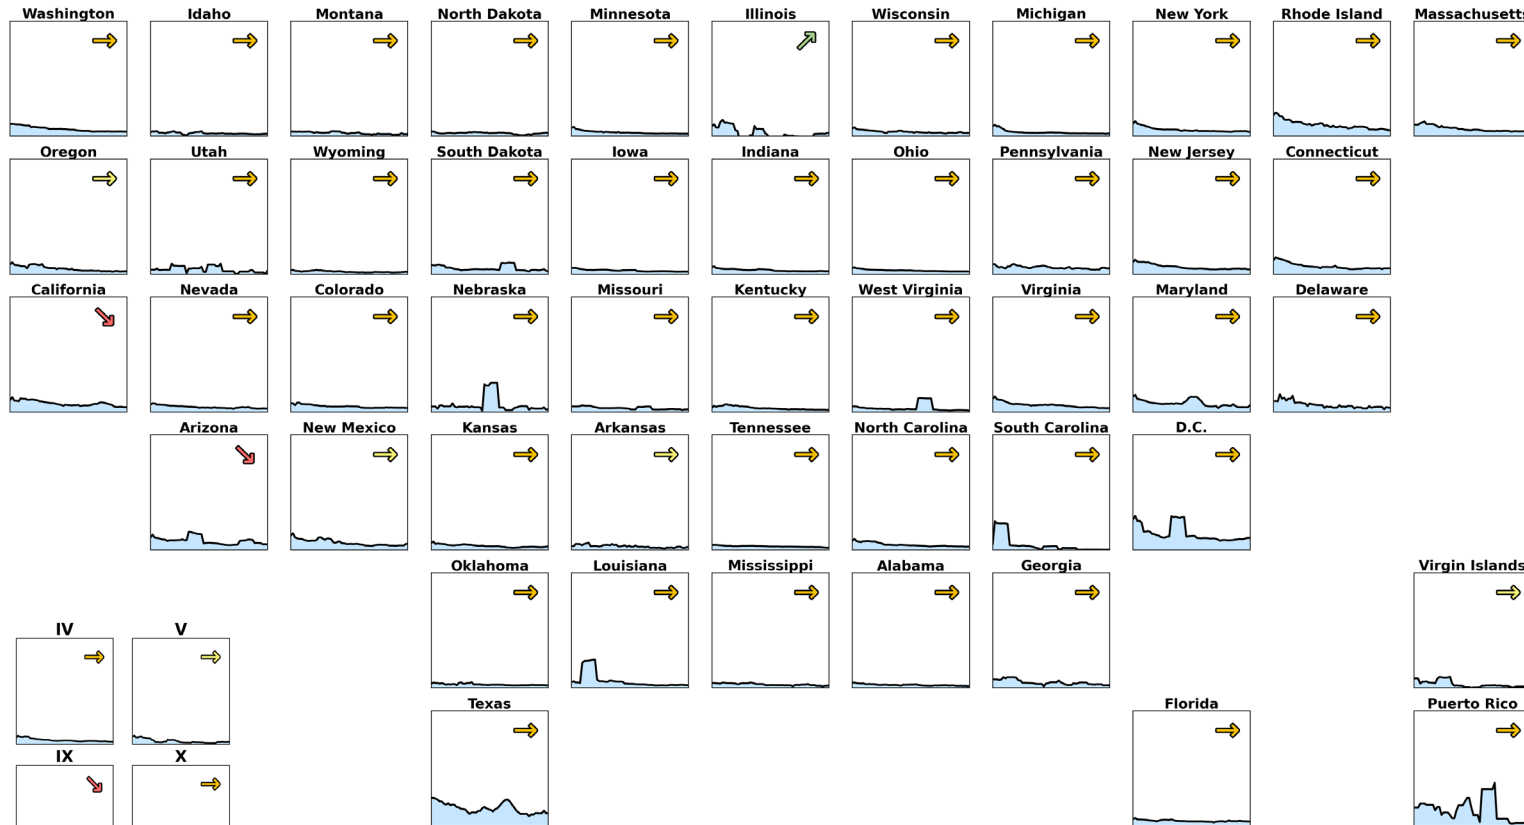 Washington Idaho Montana North Dakota Minnesota Illinois Wisconsin Michigan New York Rhode Island Massachusetts
Oregon Utah Wyoming South Dakota Iowa Indiana Ohio Pennsylvania New Jersey Connecticut
California Nevada Colorado Nebraska Missouri Kentucky West Virginia Virginia Maryland Delaware
Arizona New Mexico Kansas Arkansas Tennessee North Carolina South Carolina D.C.
Oklahoma Louisiana Mississippi Alabama Georgia Virgin Islands
IV V
Texas Florida Puerto Rico
IX X